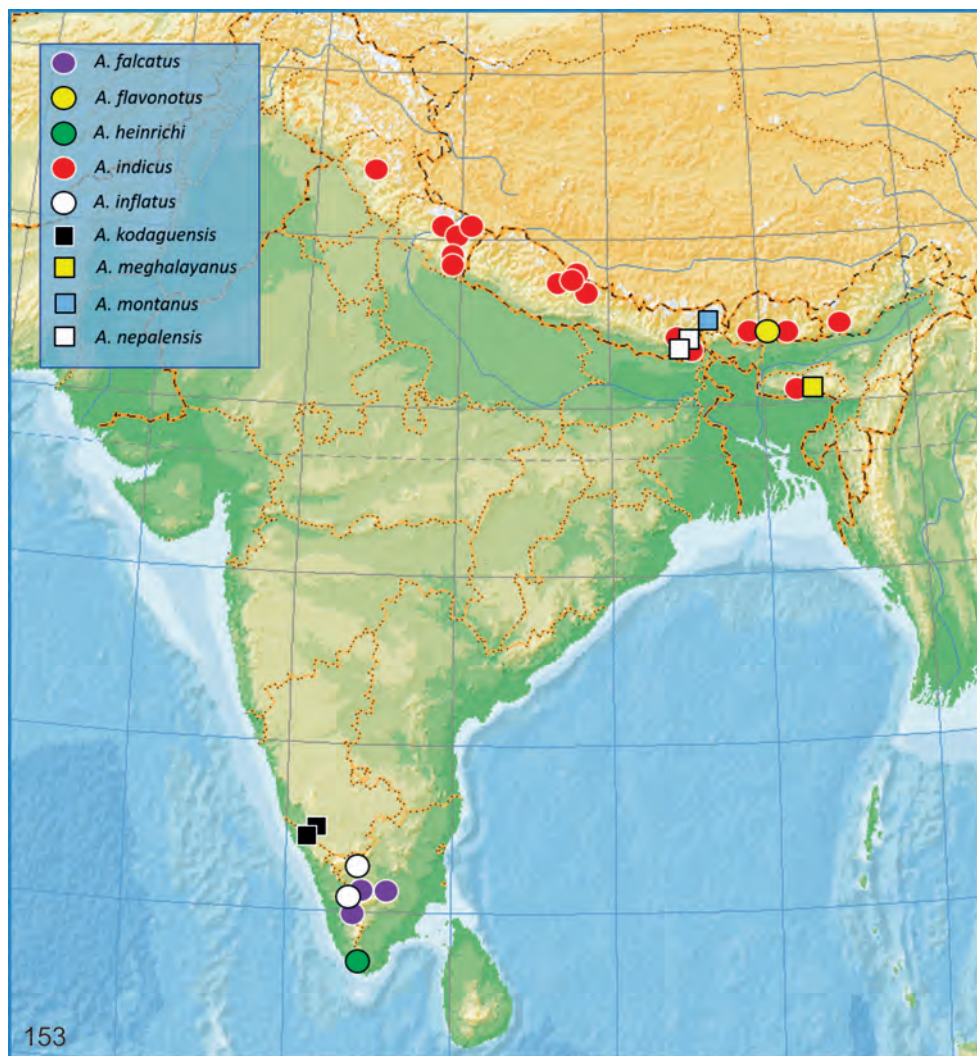 A. falcatus
A. flavonotus
A. heinrichi
A. indicus
A. inflatus
A. kodaguensis
A. meghalayanus
A. montanus
A. nepalensis
153